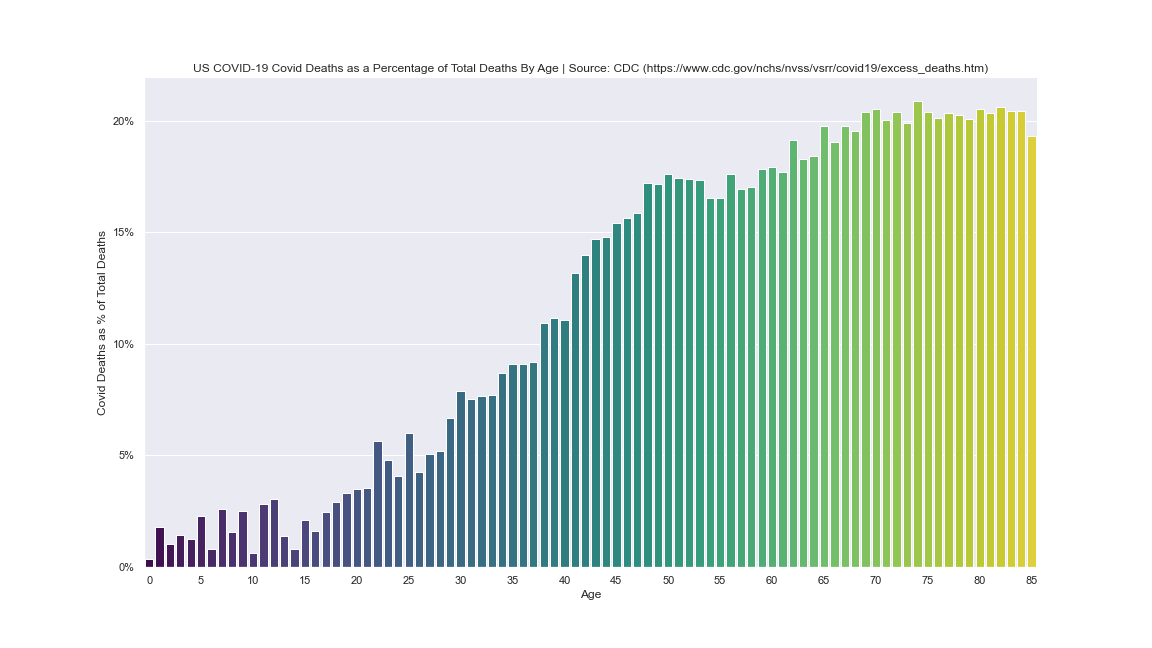 US COVID-19 Covid Deaths as a Percentage of Total Deaths By Age | Source: CDC (https://www.cdc.gov/nchs/nvss/vsrr/covid19/excess_deaths.htm)
20%
15%
10%
5%
0%
Covid Deaths as % of Total Deaths
0 5 10 15 20 25 30 35 40 45 50 55 60 65 70 75 80 85
Age